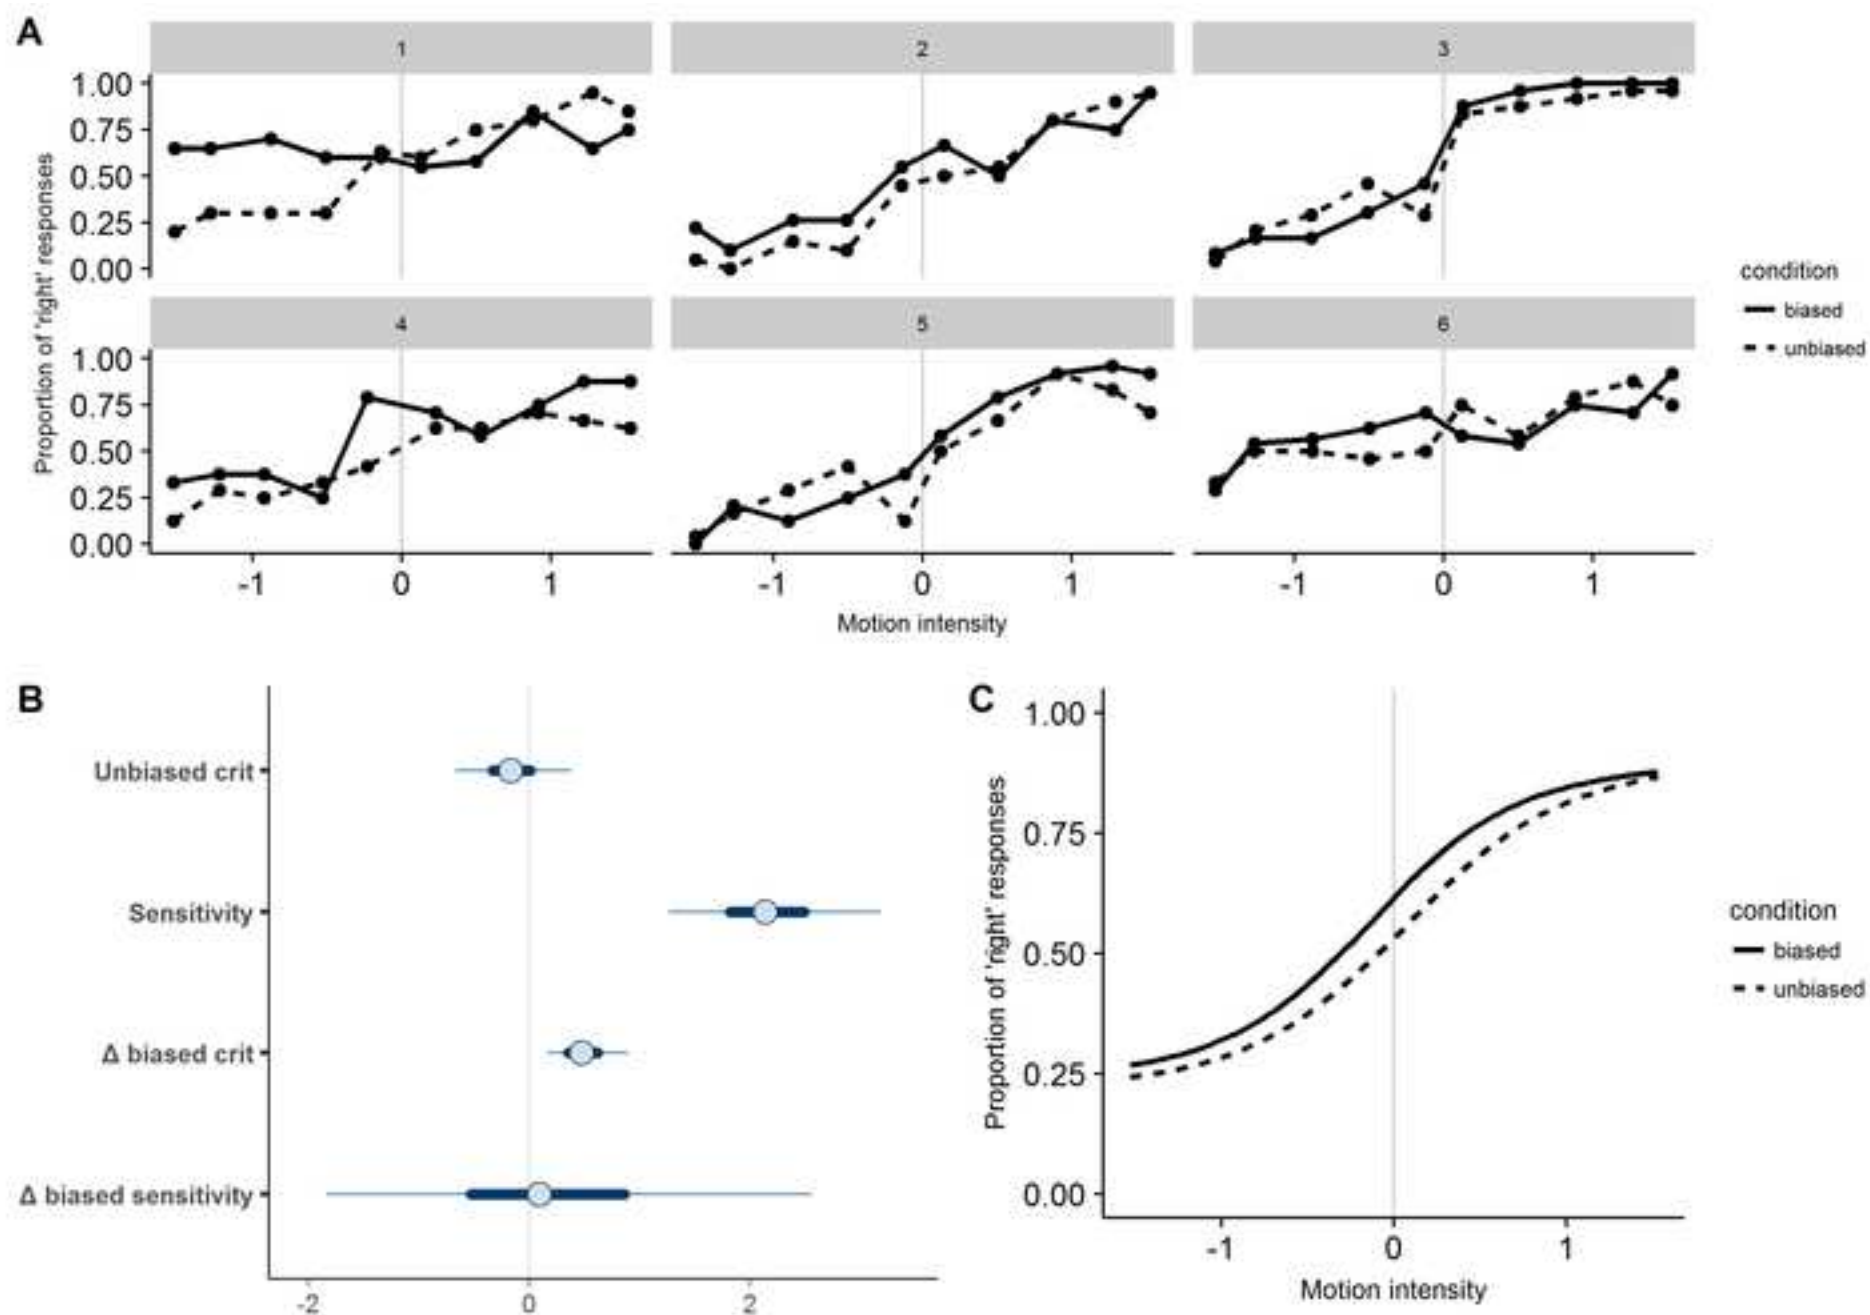 A
1
2
3
1.00
0.75
0.50
0.25
0.00
4
5
6
1.00
0.75
0.50
0.25
0.00
Proportion of 'right' responses
-1
0
1
-1
0
1
-1
0
1
Motion intensity
condition
biased
unbiased
B
Unbiased crit
Sensitivity
Δ biased crit
Δ biased sensitivity
-2
0
2
C
1.00
0.75
0.50
0.25
0.00
Proportion of 'right' responses
-1
0
1
Motion intensity
condition
biased
unbiased